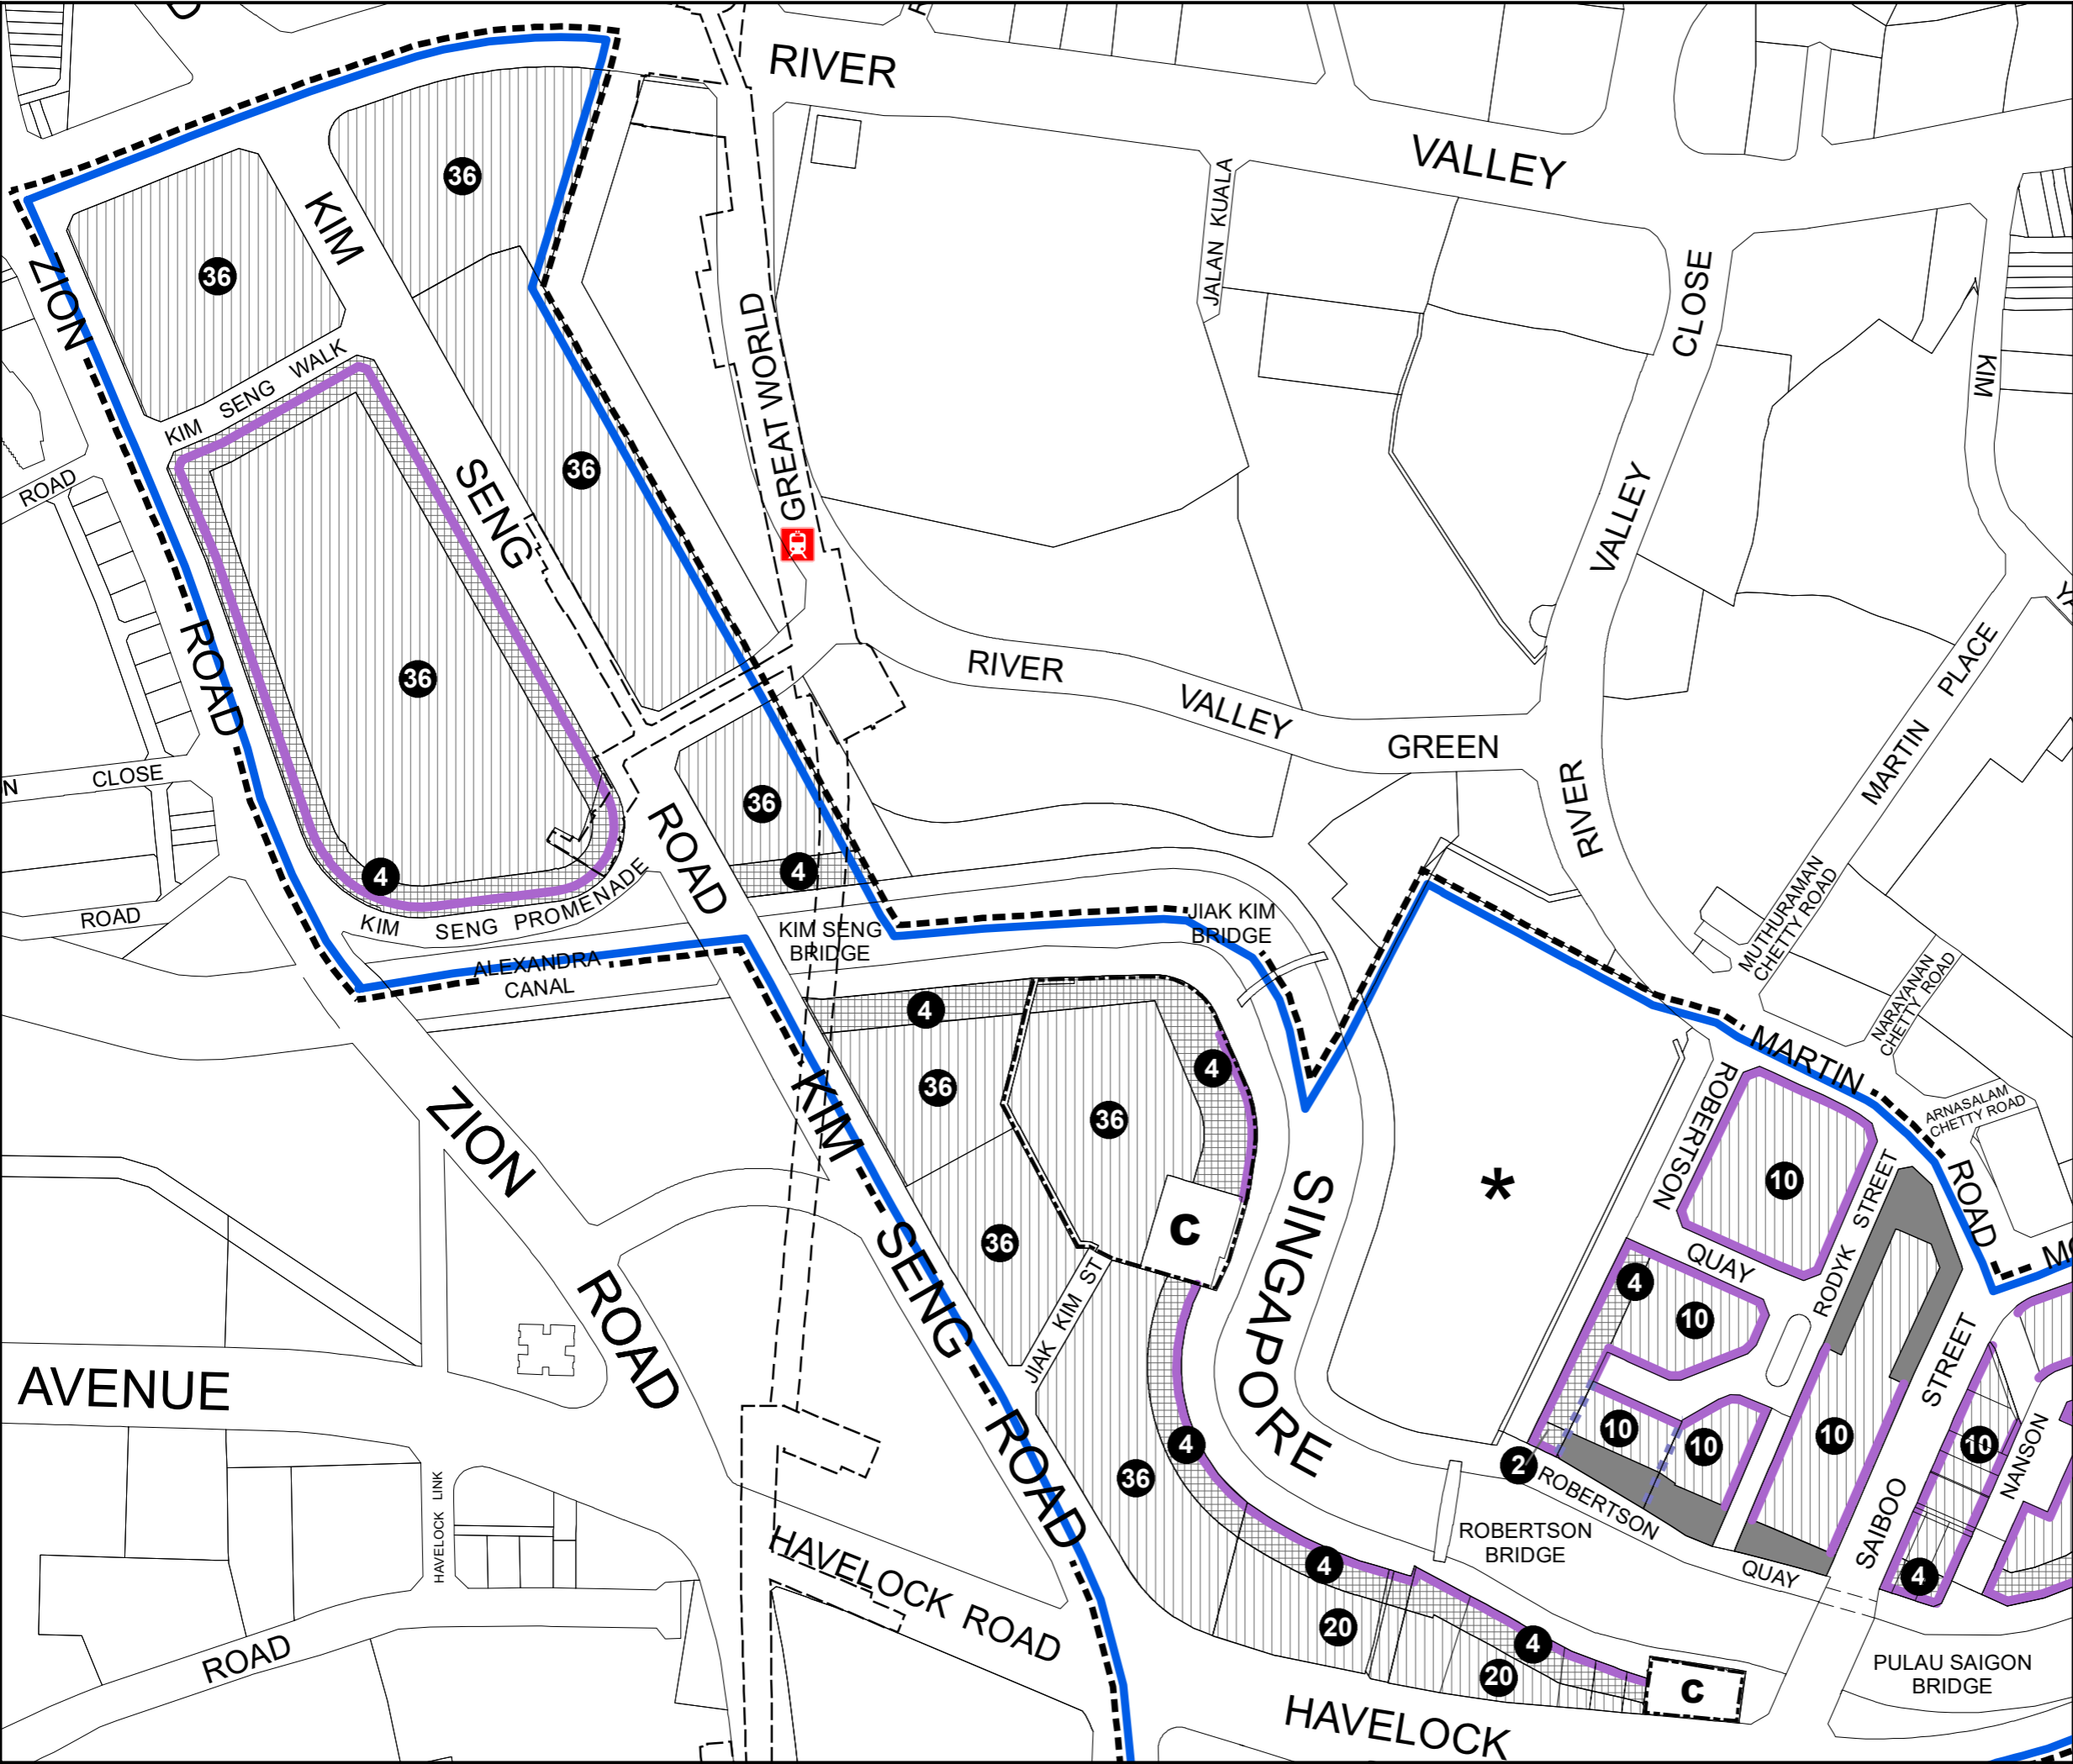 RIVER
VALLEY
36
KIM
JALAN KUALA
36
ZION
CLOSE
GREAT WORLD
KIM
KIM SENG WALK
36
SENG
ROAD
VALLEY
ROAD
36
RIVER
VALLEY
GREEN
MARTIN PLACE
CLOSE
RIVER
36
ROAD
4
4
MUTHURAMAN
CHETTY ROAD
ROAD
KIM SENG PROMENADE
KIM SENG
BRIDGE
JIAK KIM
BRIDGE
ALEXANDRA
CANAL
NARAYANAN
CHETTY ROAD
4
4
MARTIN
ROAD
36
36
ARNASALAM
CHETTY ROAD
ZION
ROAD
KIM SENG ROAD
ROBERTSON
QUAY
10
*
C
36
SINGAPORE
RODYK STREET
4
10
JIAK KIM ST
AVENUE
10
10
10
10
SAIBOO STREET
NANSON
4
2
36
ROBERTSON
QUAY
ROBERTSON
BRIDGE
HAVELOCK LINK
HAVELOCK ROAD
4
4
20
4
20
ROAD
C
PULAU SAIGON
BRIDGE
HAVELOCK